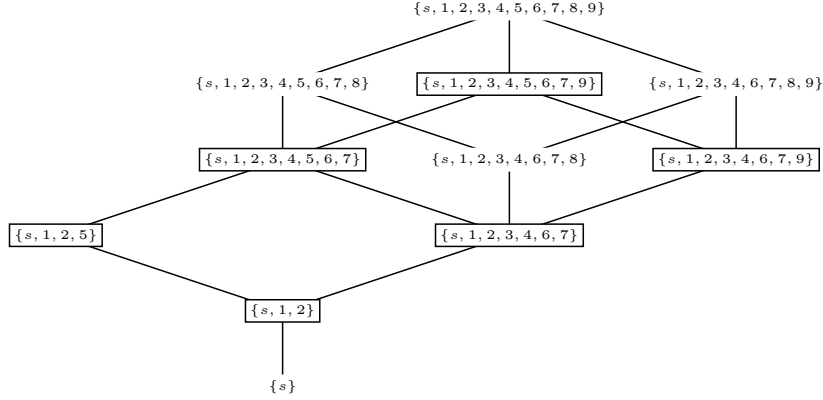 {s, 1, 2, 3, 4, 5, 6, 7, 8, 9}
{s, 1, 2, 3, 4, 5, 6, 7, 8}
{s, 1, 2, 3, 4, 5, 6, 7, 9}
{s, 1, 2, 3, 4, 6, 7, 8, 9}
{s, 1, 2, 3, 4, 5, 6, 7}
{s, 1, 2, 3, 4, 6, 7, 8}
{s, 1, 2, 3, 4, 6, 7, 9}
{s, 1, 2, 5}
{s, 1, 2, 3, 4, 6, 7}
{s, 1, 2}
{s}